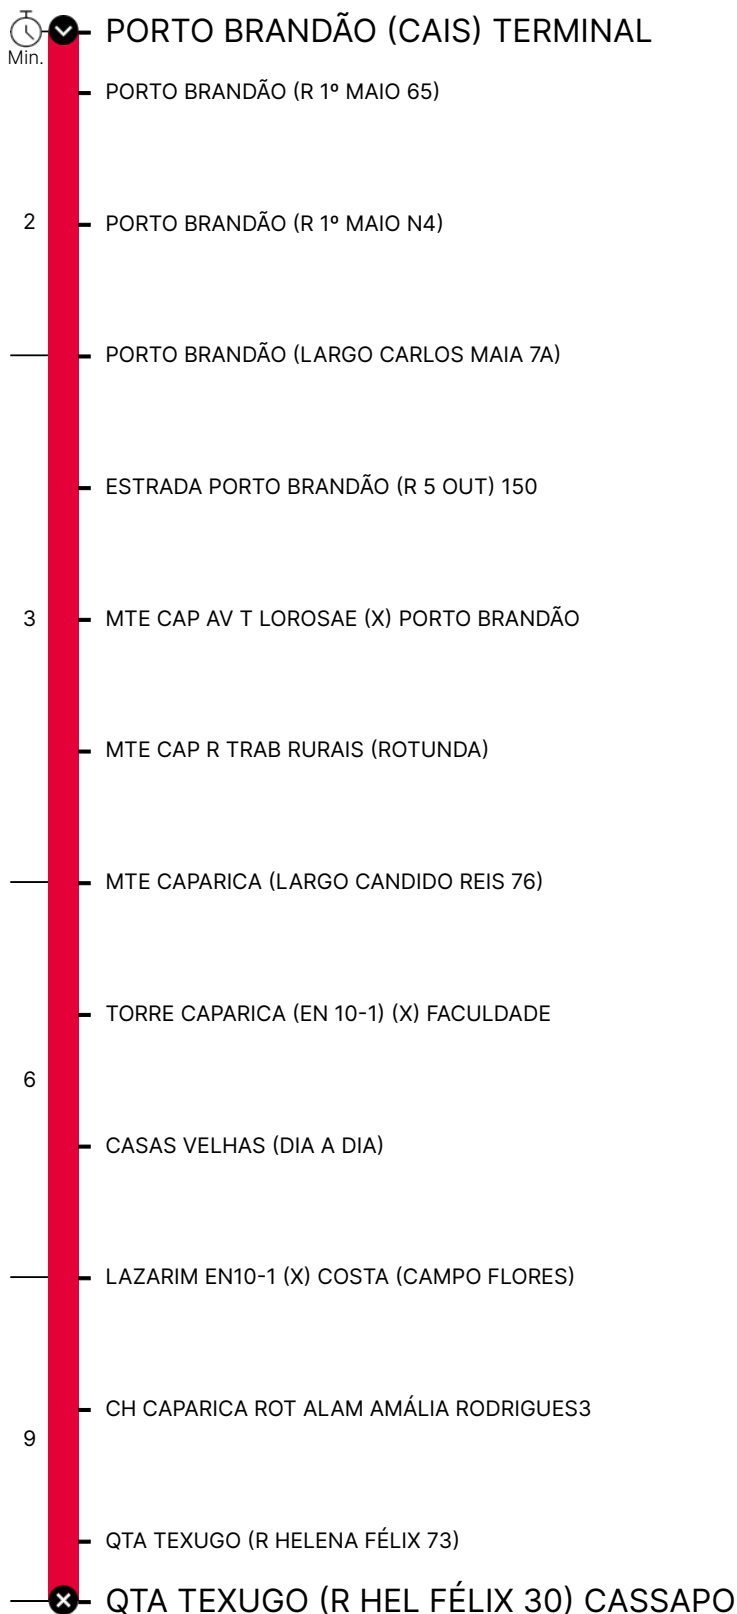 PORTO BRANDÃO (CAIS) TERMINAL
Min.
PORTO BRANDÃO (R 1º MAIO 65)
2
PORTO BRANDÃO (R 1º MAIO N4)
PORTO BRANDÃO (LARGO CARLOS MAIA 7A)
ESTRADA PORTO BRANDÃO (R 5 OUT) 150
3
MTE CAP AV T LOROSAE (X) PORTO BRANDÃO
MTE CAP R TRAB RURAIS (ROTUNDA)
MTE CAPARICA (LARGO CANDIDO REIS 76)
TORRE CAPARICA (EN 10-1) (X) FACULDADE
6
CASAS VELHAS (DIA A DIA)
LAZARIM EN10-1 (X) COSTA (CAMPO FLORES)
CH CAPARICA ROT ALAM AMÁLIA RODRIGUES3
9
QTA TEXUGO (R HELENA FÉLIX 73)
QTA TEXUGO (R HEL FÉLIX 30) CASSAPO